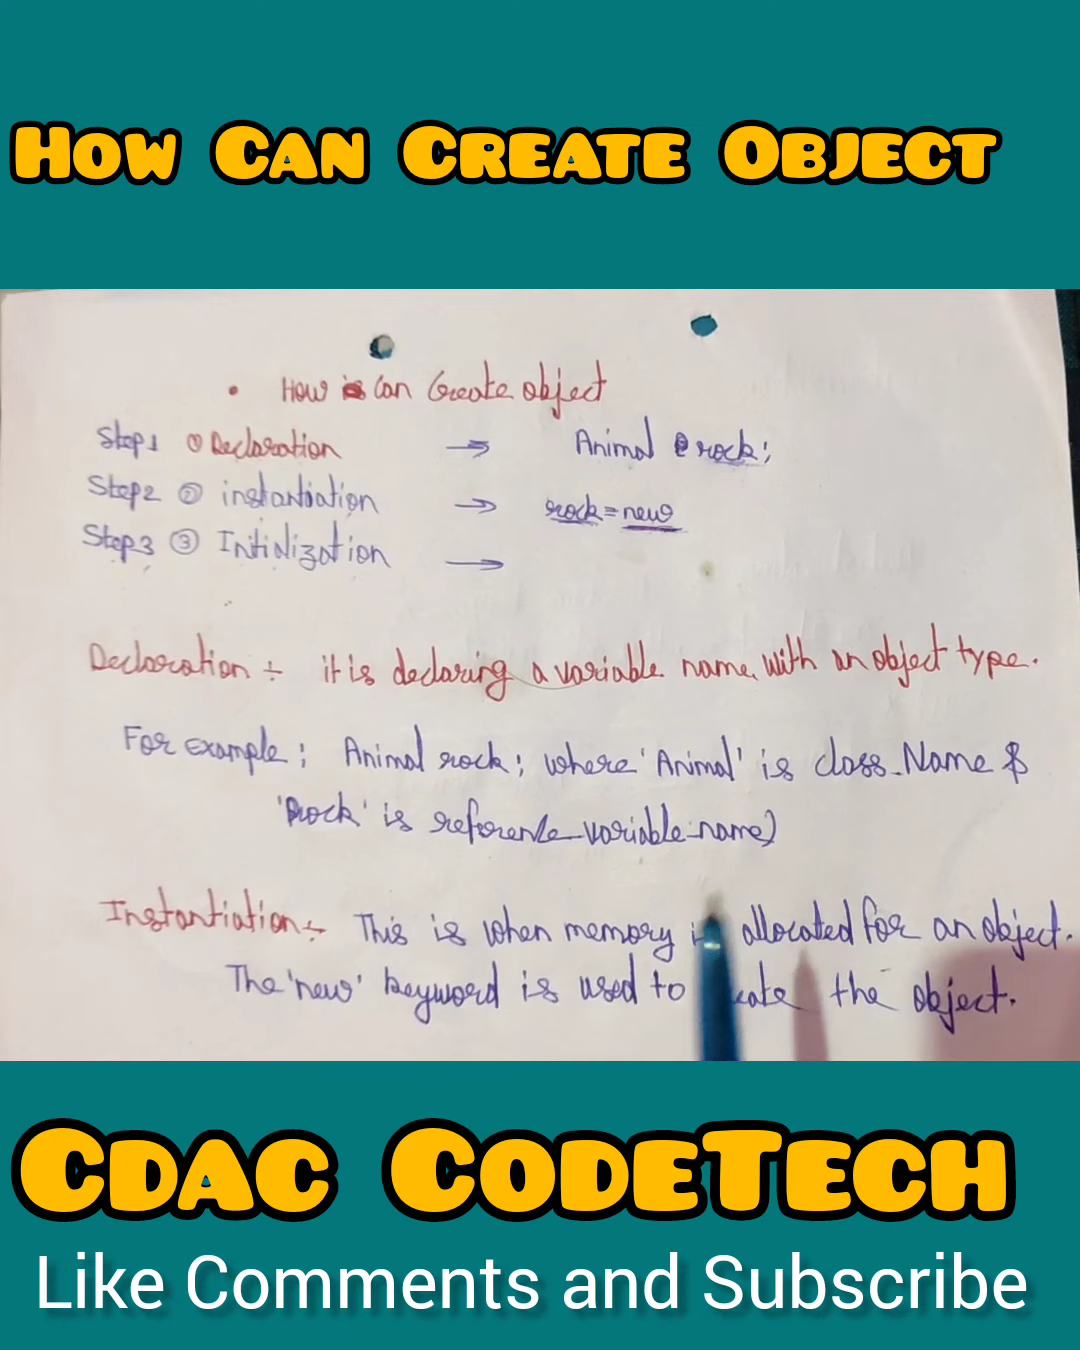 How Can Create Object
• How can Create object
Step1 ① Declaration → Animal rock;
Step2 ② instantiation → rock = new
Step3 ③ Initialization →
Declaration ÷ it is declaring a variable name with an object type.
For example ; Animal rock ; where 'Animal' is class Name &
'Rock' is reference variable name)
Instantiation ÷ This is when memory is allocated for an object.
The 'new' keyword is used to the object.
Cdac CodeTech
Like Comments and Subscribe